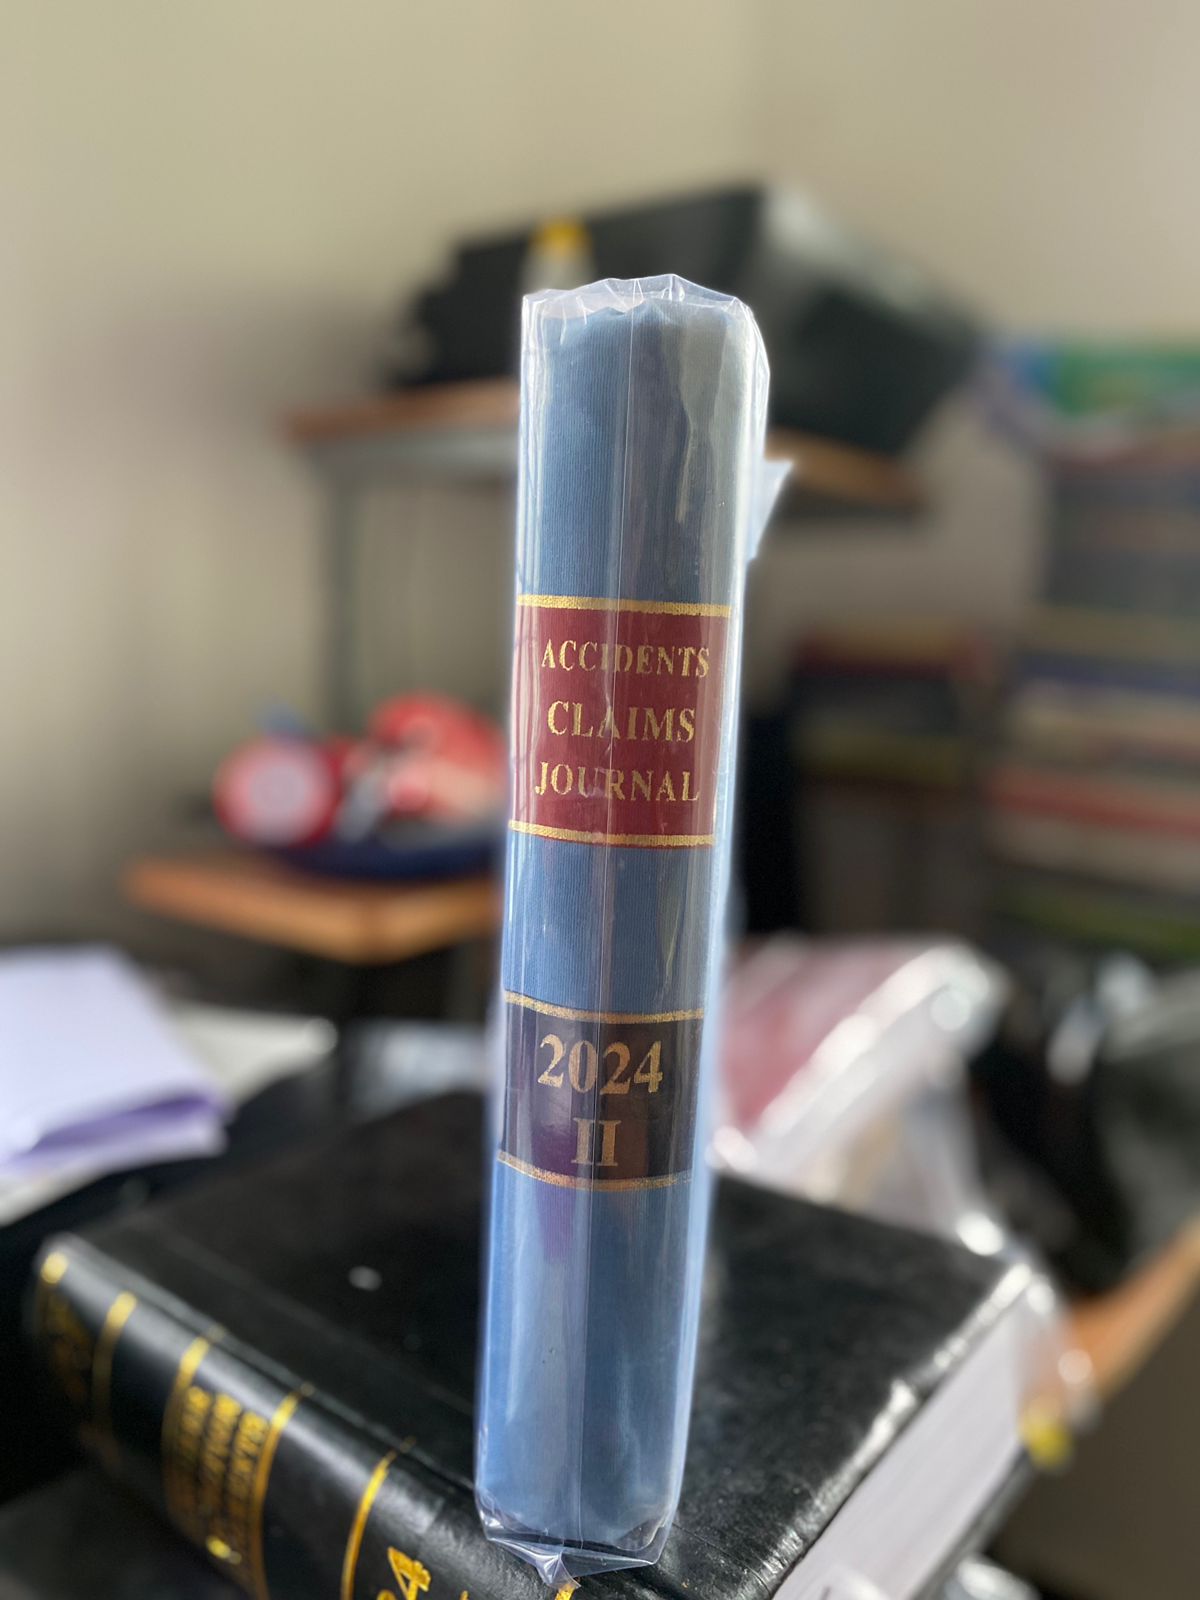 ACCIDENTS
CLAIMS
JOURNAL
2024
II